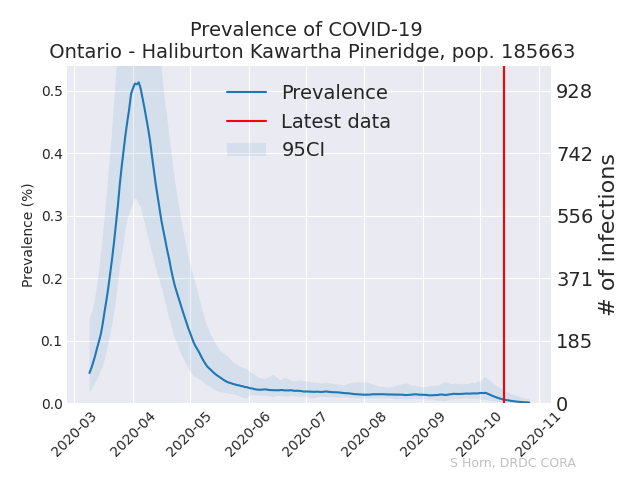 Prevalence of COVID-19
Ontario - Haliburton Kawartha Pineridge, pop. 185663
Prevalence
Latest data
95CI
Prevalence (%)
0.5
0.4
0.3
0.2
0.1
0.0
928
742
556
371
185
0
# of infections
2020-03
2020-04
2020-05
2020-06
2020-07
2020-08
2020-09
2020-10
2020-11
S Horn, DRDC CORA